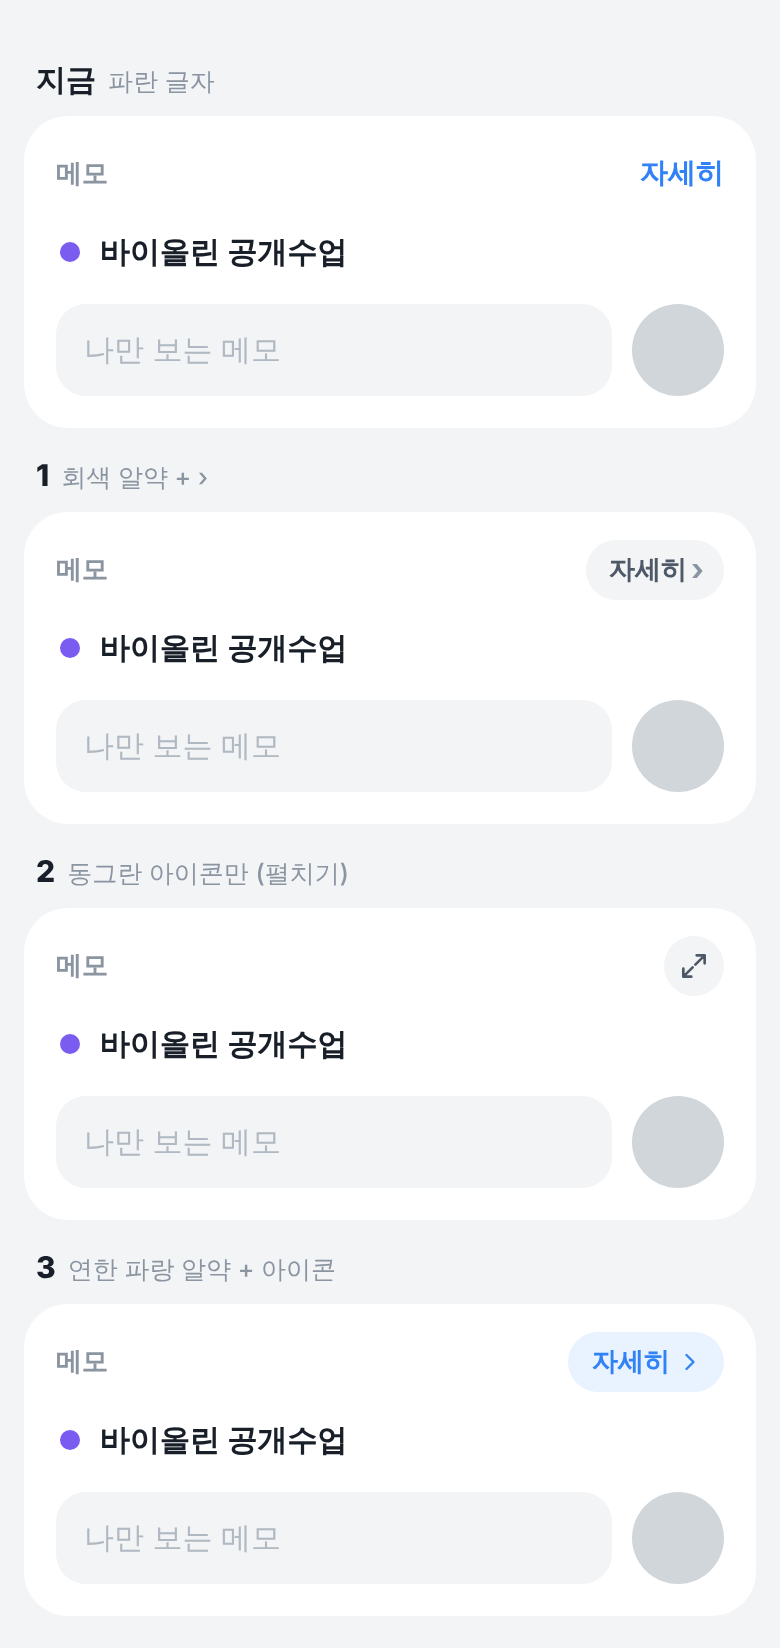 지금 파란 글자
메모 자세히
바이올린 공개수업
나만 보는 메모
1 회색 알약 + ›
메모 자세히 ›
바이올린 공개수업
나만 보는 메모
2 동그란 아이콘만 (펼치기)
메모
바이올린 공개수업
나만 보는 메모
3 연한 파랑 알약 + 아이콘
메모 자세히
바이올린 공개수업
나만 보는 메모